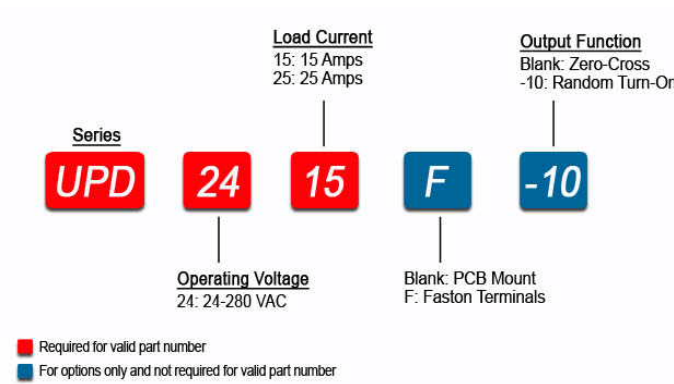 Load Current
15: 15 Amps
25: 25 Amps
Output Function
Blank: Zero-Cross
-10: Random Turn-On
Series
UPD 24 15 F -10
Operating Voltage
24: 24-280 VAC
Blank: PCB Mount
F: Faston Terminals
Required for valid part number
For options only and not required for valid part number